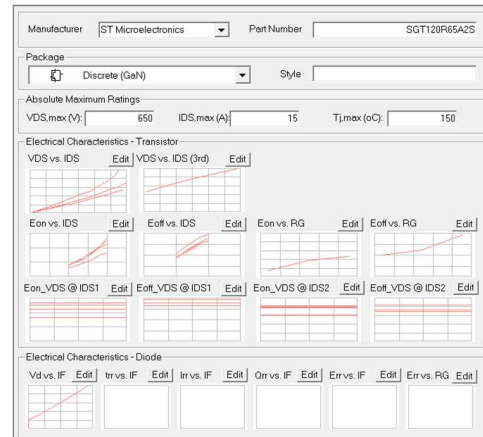 Manufacturer ST Microelectronics Part Number SGT120R65A2S
Package
Discrete (GaN) Style
Absolute Maximum Ratings
VDS,max (V): 650 IDS,max (A): 15 Tj,max (oC): 150
Electrical Characteristics - Transistor
VDS vs. IDS Edit VDS vs. IDS (3rd) Edit
Eon vs. IDS Edit Eoff vs. IDS Edit Eon vs. RG Edit Eoff vs. RG Edit
Eon_VDS @ IDS1 Edit Eoff_VDS @ IDS1 Edit Eon_VDS @ IDS2 Edit Eoff_VDS @ IDS2 Edit
Electrical Characteristics - Diode
Vd vs. IF Edit trr vs. IF Edit Irr vs. IF Edit Qrr vs. IF Edit Err vs. IF Edit Err vs. RG Edit